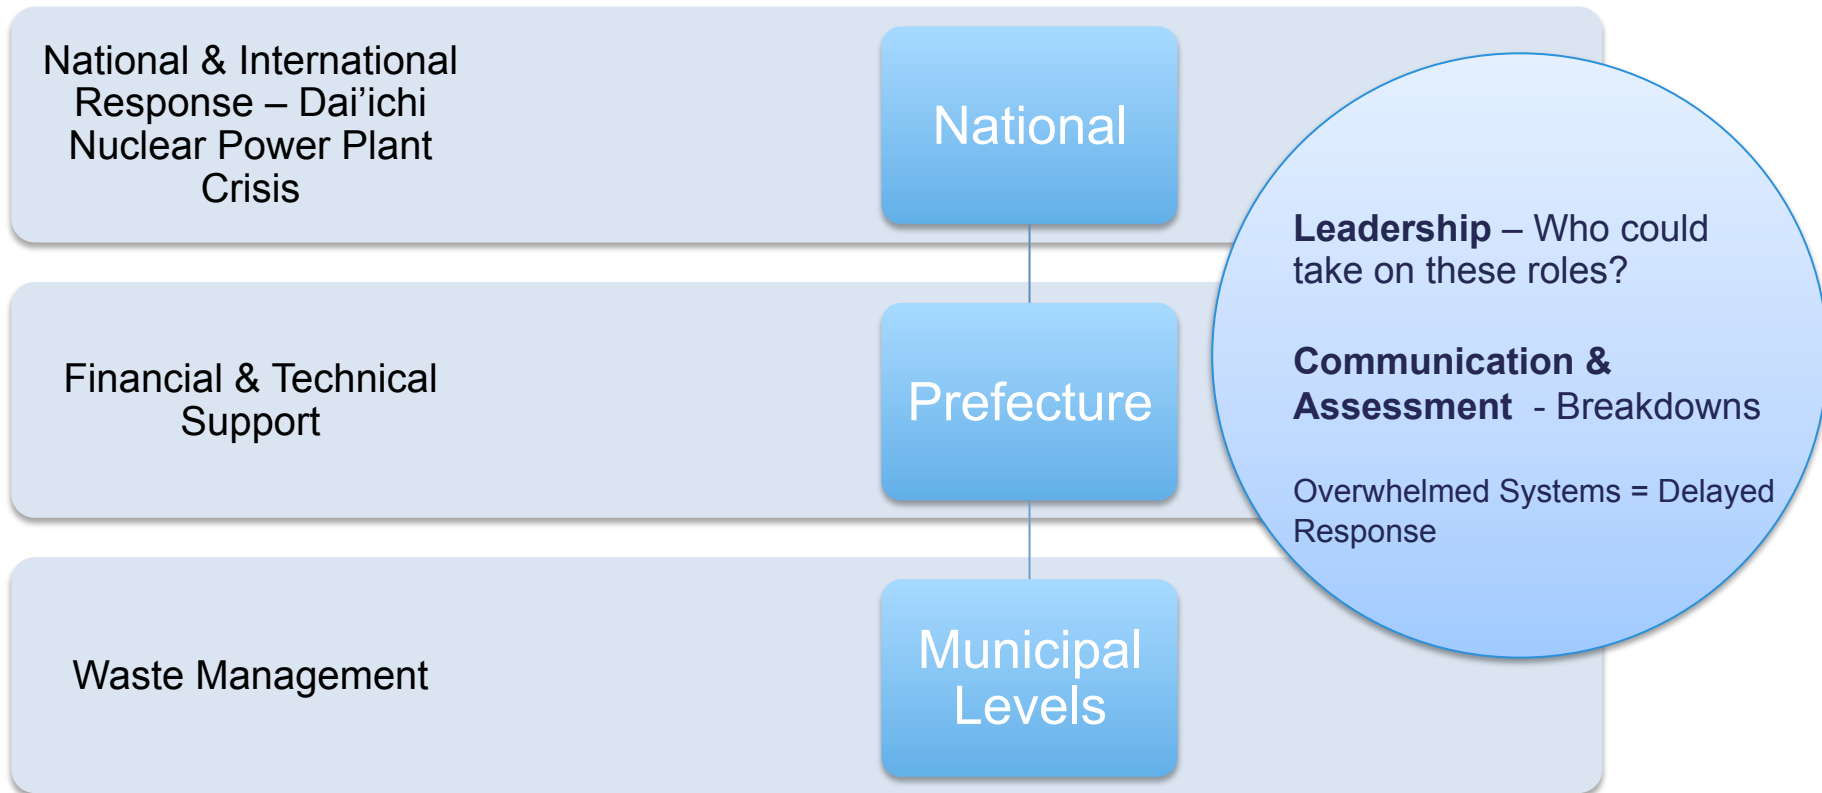 National & International
Response – Dai’ichi
Nuclear Power Plant
Crisis
National
Financial & Technical
Support
Prefecture
Waste Management
Municipal
Levels
Leadership – Who could
take on these roles?
Communication &
Assessment  - Breakdowns
Overwhelmed Systems = Delayed
Response